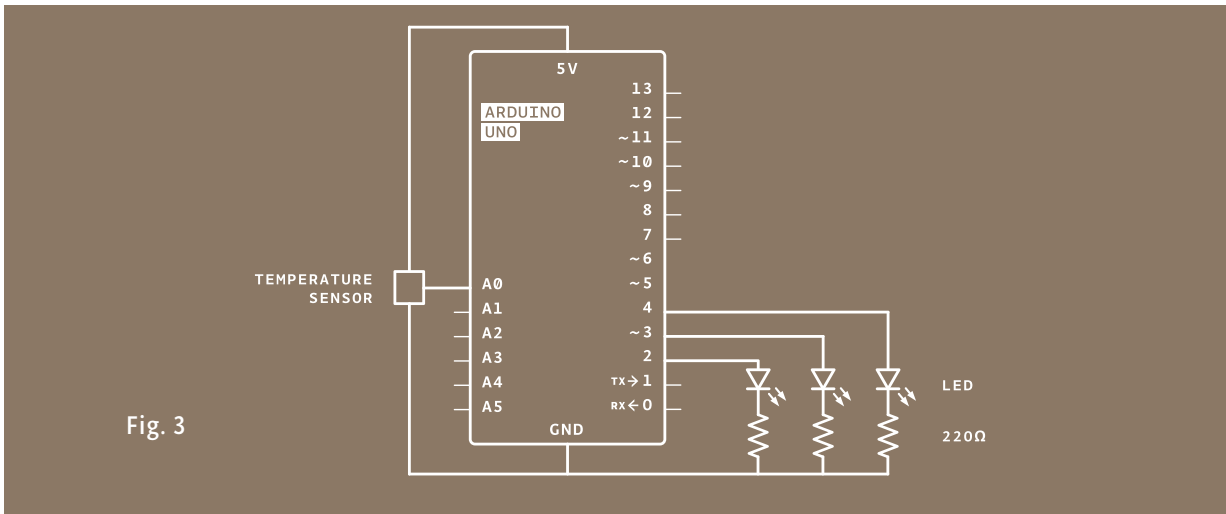 5V
ARDUINO
UNO
13
12
~11
~10
~9
8
7
~6
~5
4
~3
2
TX→1
RX←0
TEMPERATURE
SENSOR
A0
A1
A2
A3
A4
A5
GND
LED
220Ω
Fig. 3